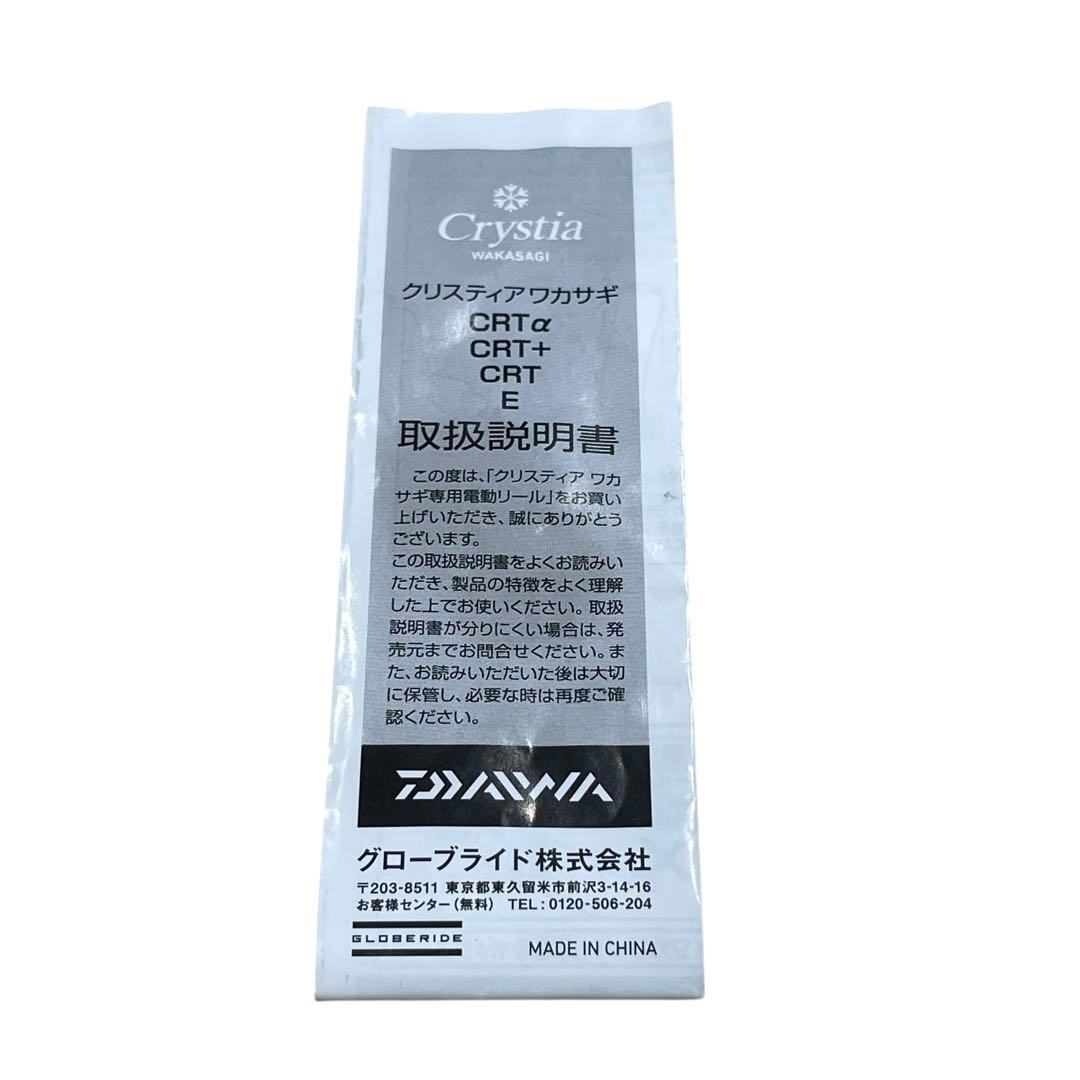 Crystia
WAKASAGI
クリスティア ワカサギ
CRTα
CRT+
CRT
E
取扱説明書
この度は、「クリスティア ワカ
サギ専用電動リール」をお買い
上げいただき、誠にありがとう
ございます。
この取扱説明書をよくお読みい
ただき、製品の特徴をよく理解
した上でお使いください。取扱
説明書が分りにくい場合は、発
売元までお問合せください。ま
た、お読みいただいた後は大切
に保管し、必要な時は再度ご確
認ください。
DAIWA
グローブライド株式会社
〒203-8511 東京都東久留米市前沢3-14-16
お客様センター(無料) TEL:0120-506-204
GLOBERIDE
MADE IN CHINA